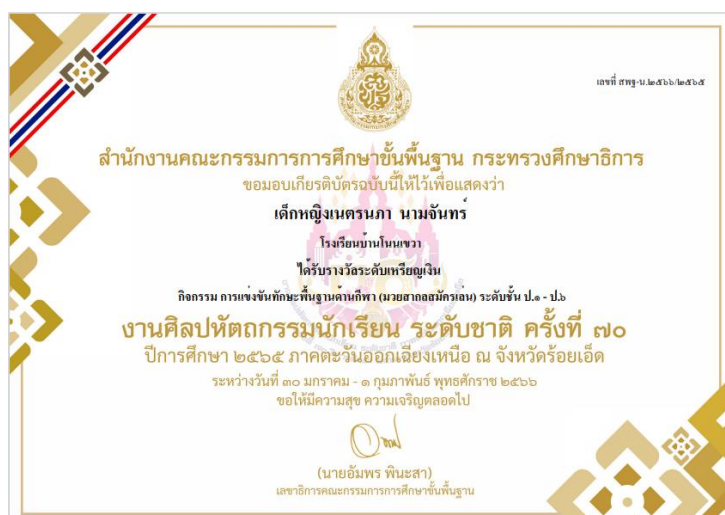 เลขที่ สพฐ-น.๒๕๖๖/๒๕๖๕
สำนักงานคณะกรรมการการศึกษาขั้นพื้นฐาน กระทรวงศึกษาธิการ
ขอมอบเกียรติบัตรฉบับนี้ให้ไว้เพื่อแสดงว่า
เด็กหญิงเนตรนภา นามจันทร์
โรงเรียนบ้านโนนเขวา
ได้รับรางวัลระดับเหรียญเงิน
กิจกรรม การแข่งขันทักษะพื้นฐานด้านกีฬา (มวยสากลสมัครเล่น) ระดับชั้น ป.๑ - ป.๖
งานศิลปหัตถกรรมนักเรียน ระดับชาติ ครั้งที่ ๗๐
ปีการศึกษา ๒๕๖๕ ภาคตะวันออกเฉียงเหนือ ณ จังหวัดร้อยเอ็ด
ระหว่างวันที่ ๓๐ มกราคม - ๑ กุมภาพันธ์ พุทธศักราช ๒๕๖๖
ขอให้มีความสุข ความเจริญตลอดไป
(นายอัมพร พินะสา)
เลขาธิการคณะกรรมการการศึกษาขั้นพื้นฐาน